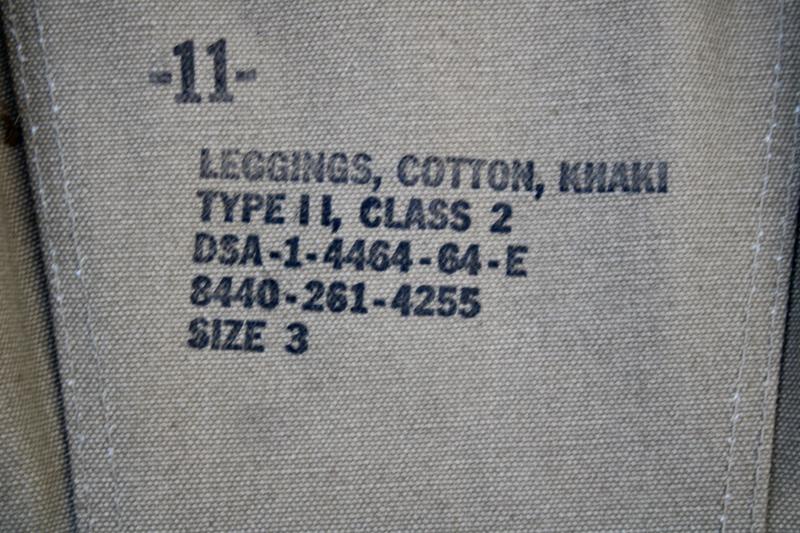 -11-
LEGGINGS, COTTON, KHAKI
TYPE II, CLASS 2
DSA-1-4464-64-E
8440-261-4255
SIZE 3